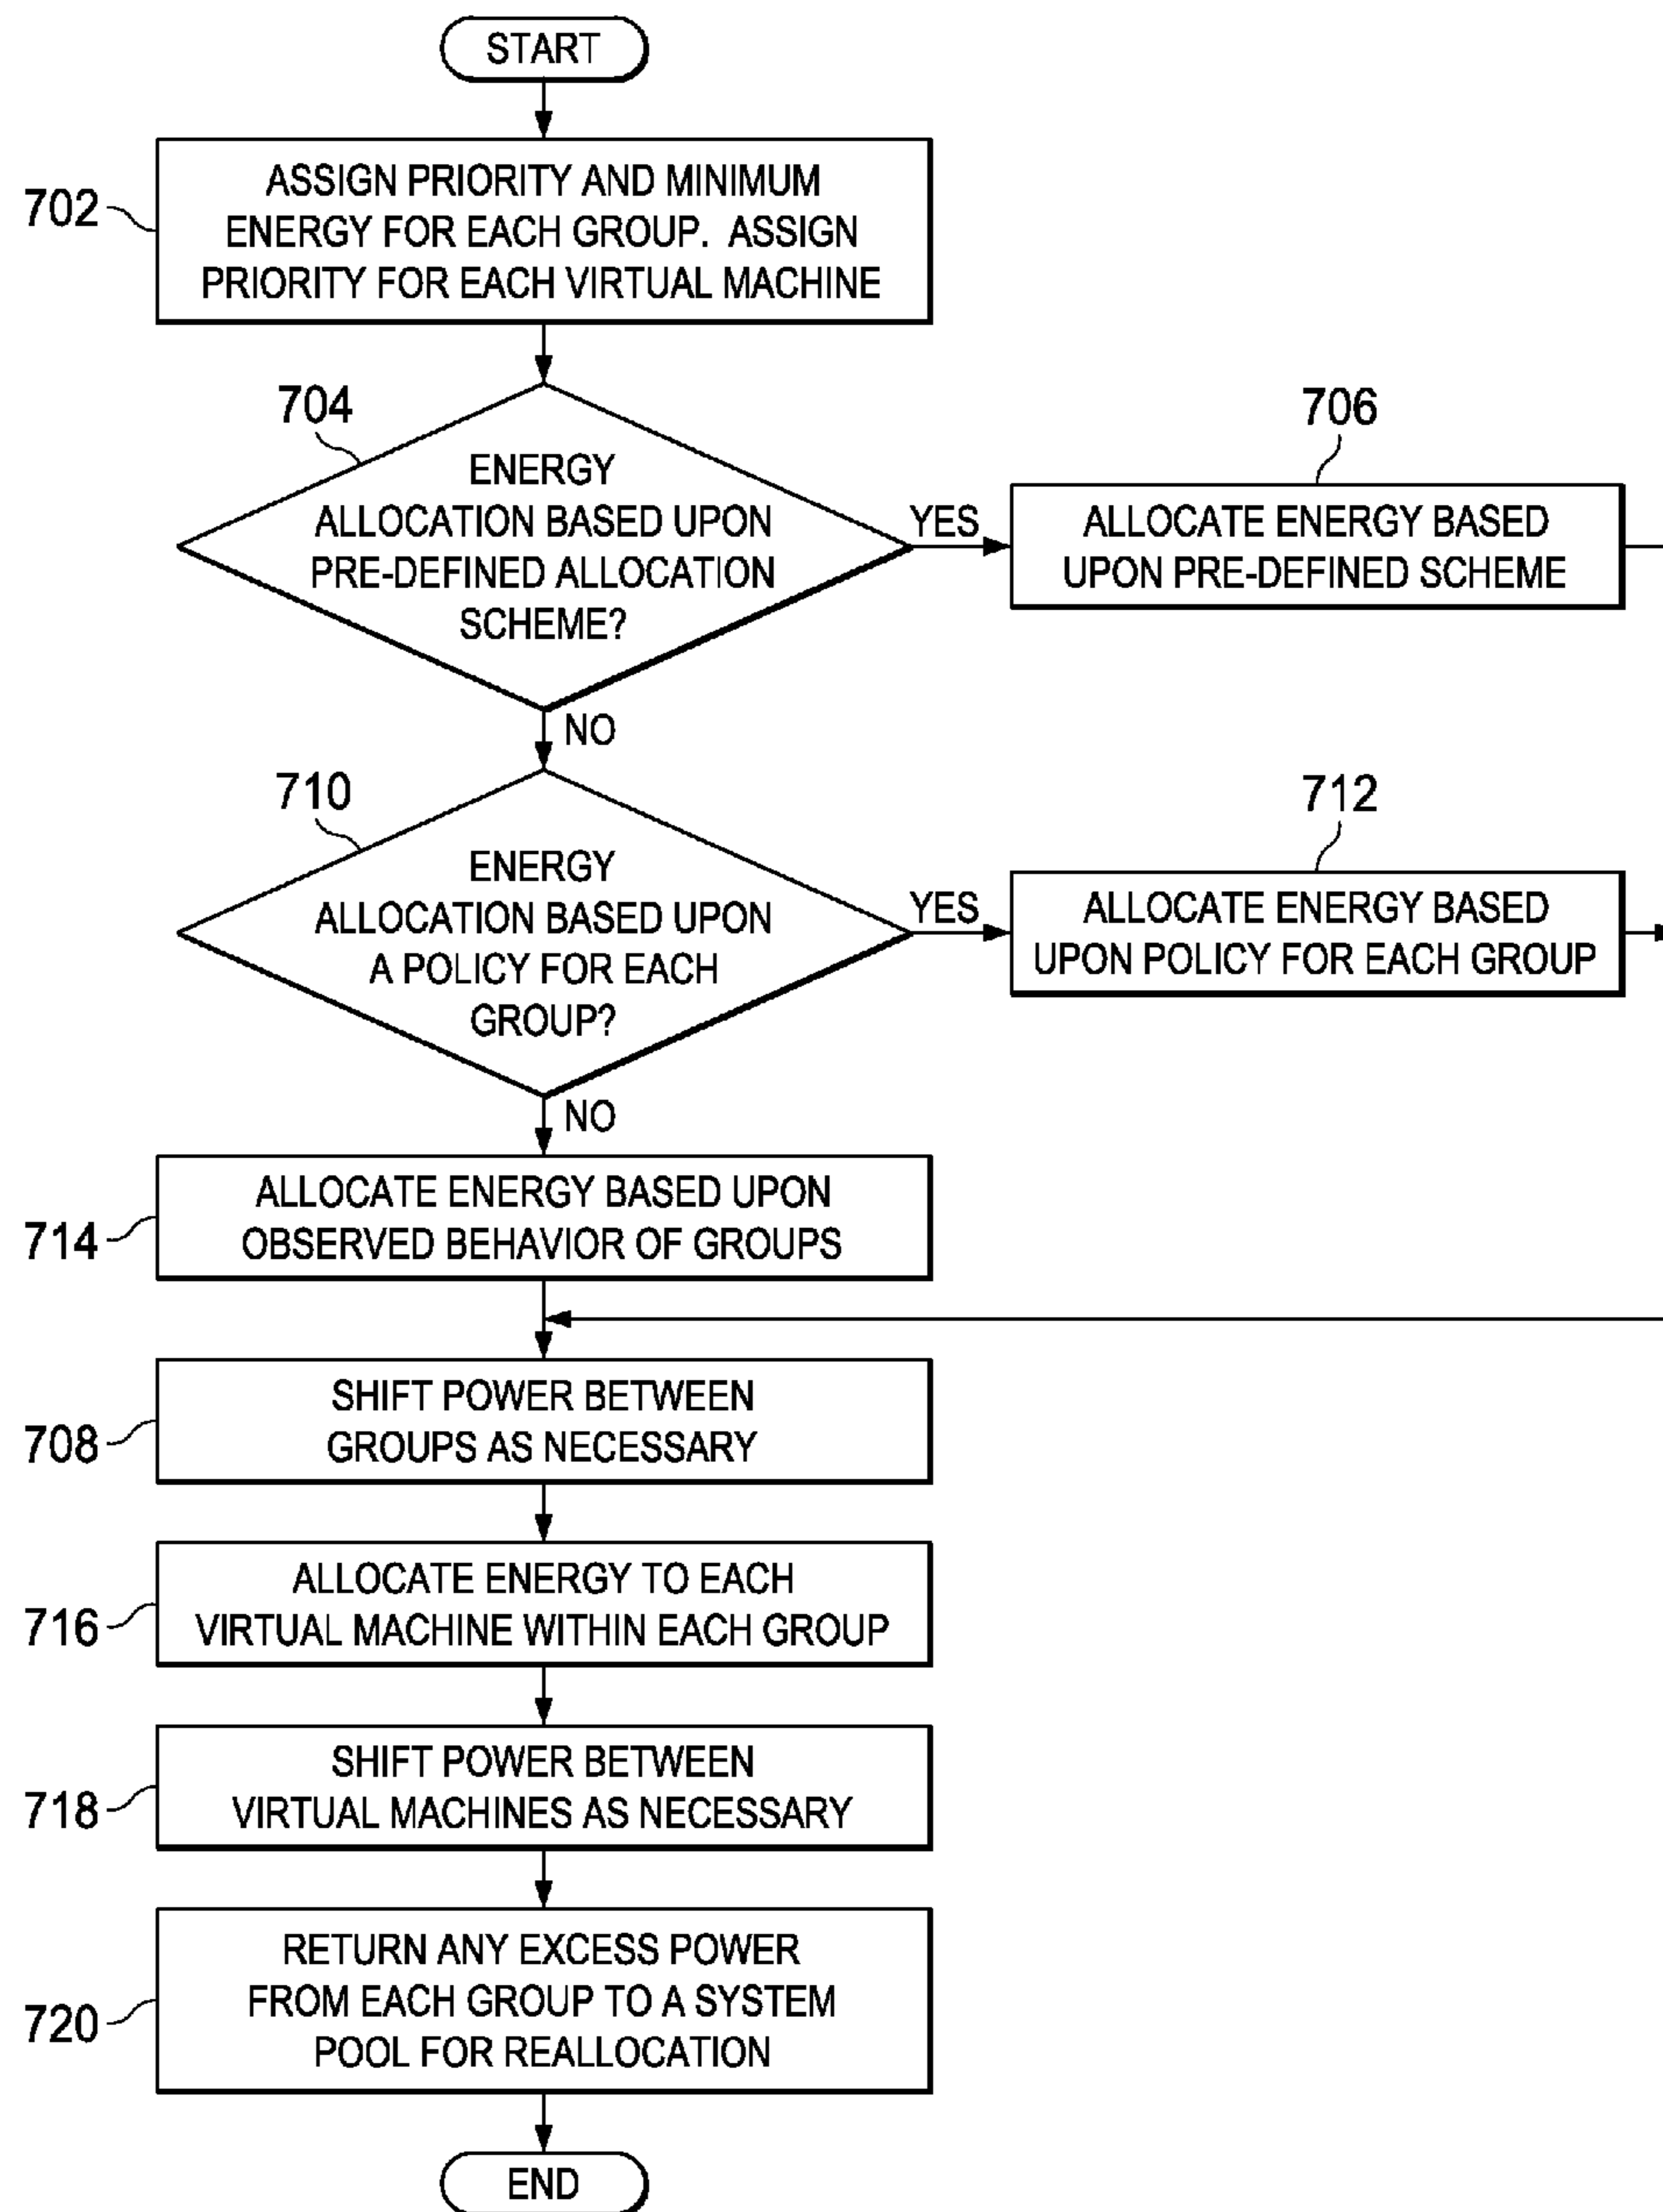 START
702
ASSIGN PRIORITY AND MINIMUM
ENERGY FOR EACH GROUP. ASSIGN
PRIORITY FOR EACH VIRTUAL MACHINE
704
ENERGY
ALLOCATION BASED UPON
PRE-DEFINED ALLOCATION
SCHEME?
YES
706
ALLOCATE ENERGY BASED
UPON PRE-DEFINED SCHEME
NO
710
ENERGY
ALLOCATION BASED UPON
A POLICY FOR EACH
GROUP?
YES
712
ALLOCATE ENERGY BASED
UPON POLICY FOR EACH GROUP
NO
714
ALLOCATE ENERGY BASED UPON
OBSERVED BEHAVIOR OF GROUPS
708
SHIFT POWER BETWEEN
GROUPS AS NECESSARY
716
ALLOCATE ENERGY TO EACH
VIRTUAL MACHINE WITHIN EACH GROUP
718
SHIFT POWER BETWEEN
VIRTUAL MACHINES AS NECESSARY
720
RETURN ANY EXCESS POWER
FROM EACH GROUP TO A SYSTEM
POOL FOR REALLOCATION
END